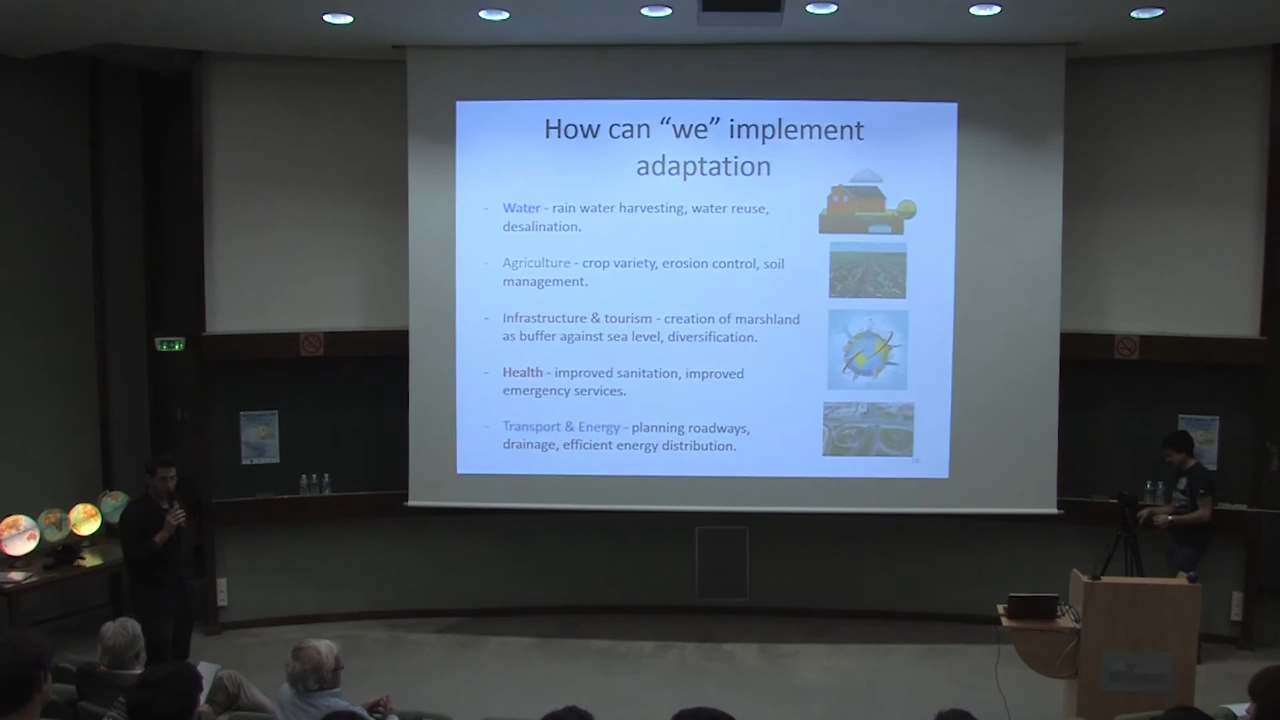 How can “we” implement
adaptation
- Water - rain water harvesting, water reuse,
desalination.
- Agriculture - crop variety, erosion control, soil
management.
- Infrastructure & tourism - creation of marshland
as buffer against sea level, diversification.
- Health - improved sanitation, improved
emergency services.
- Transport & Energy - planning roadways,
drainage, efficient energy distribution.